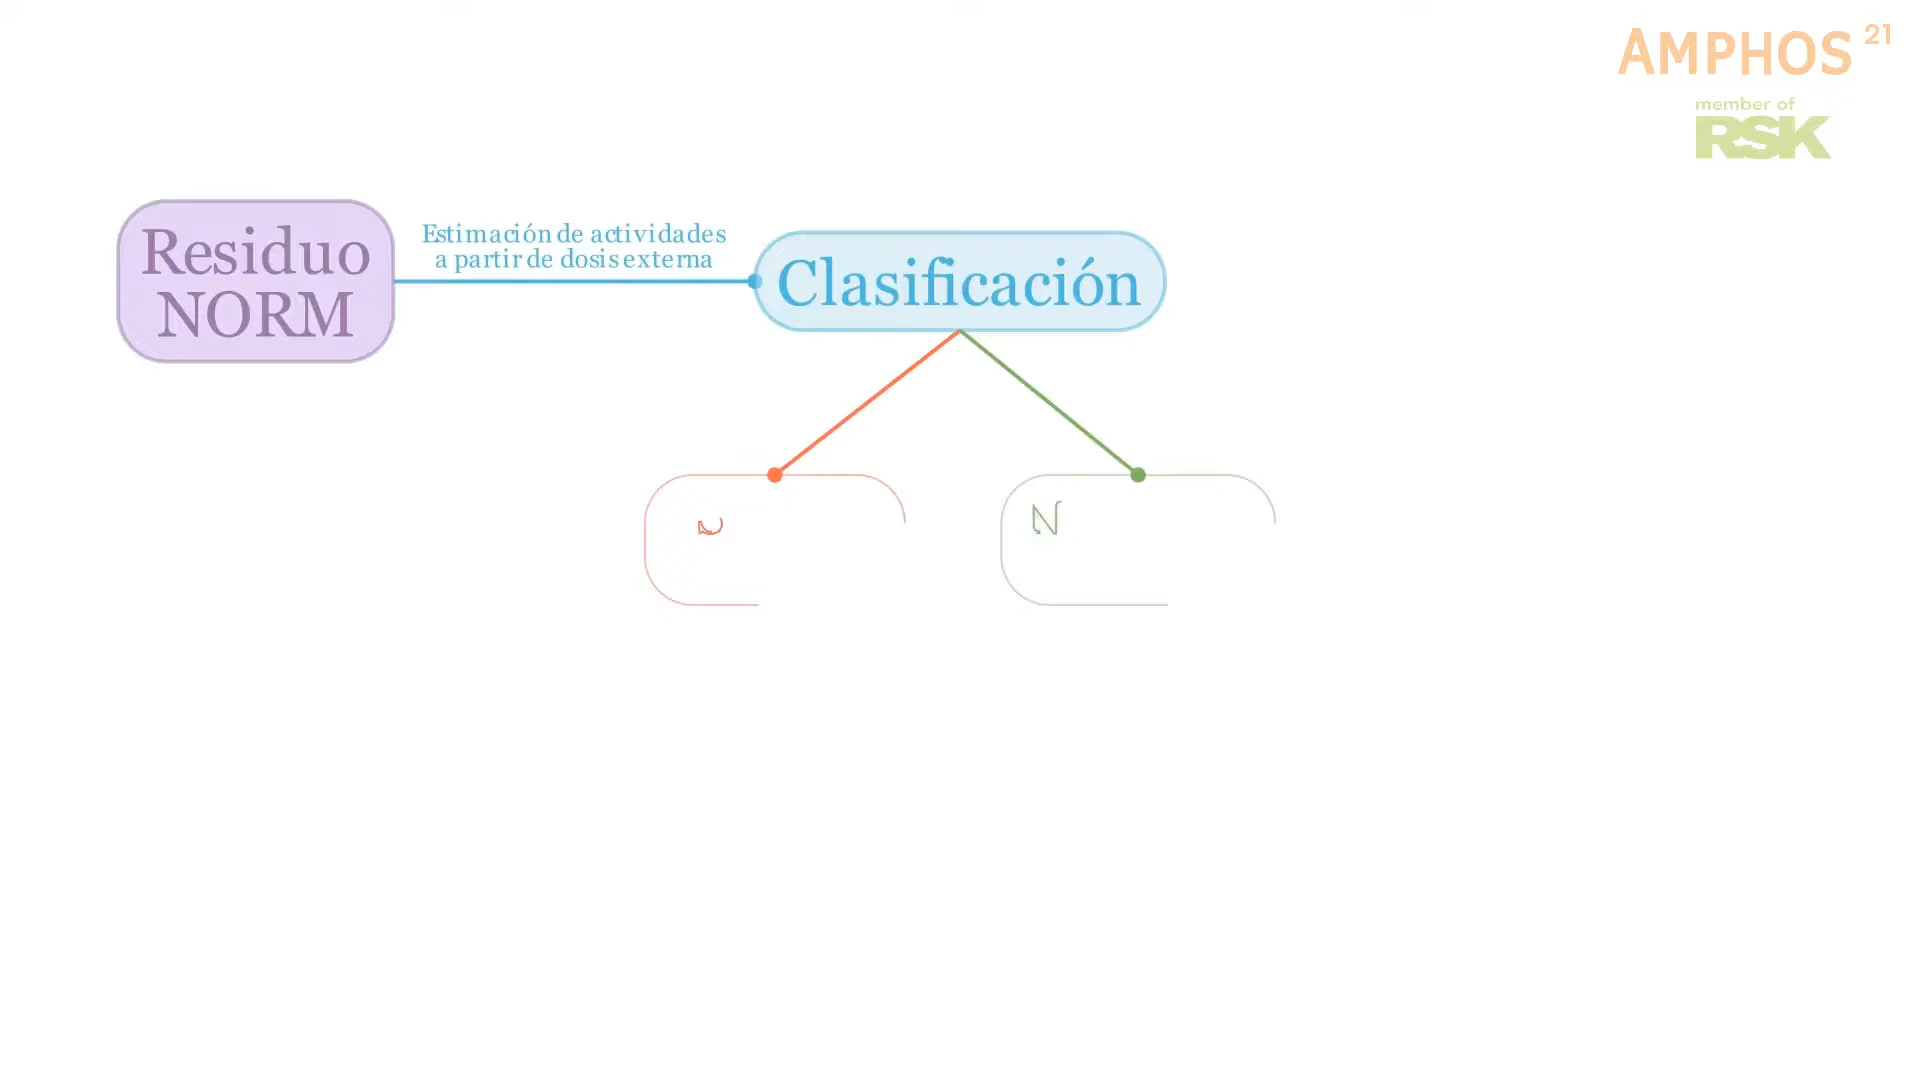 AMPHOS 21
member of
RSK
Residuo
NORM
Estimación de actividades
a partir de dosis externa
Clasificación